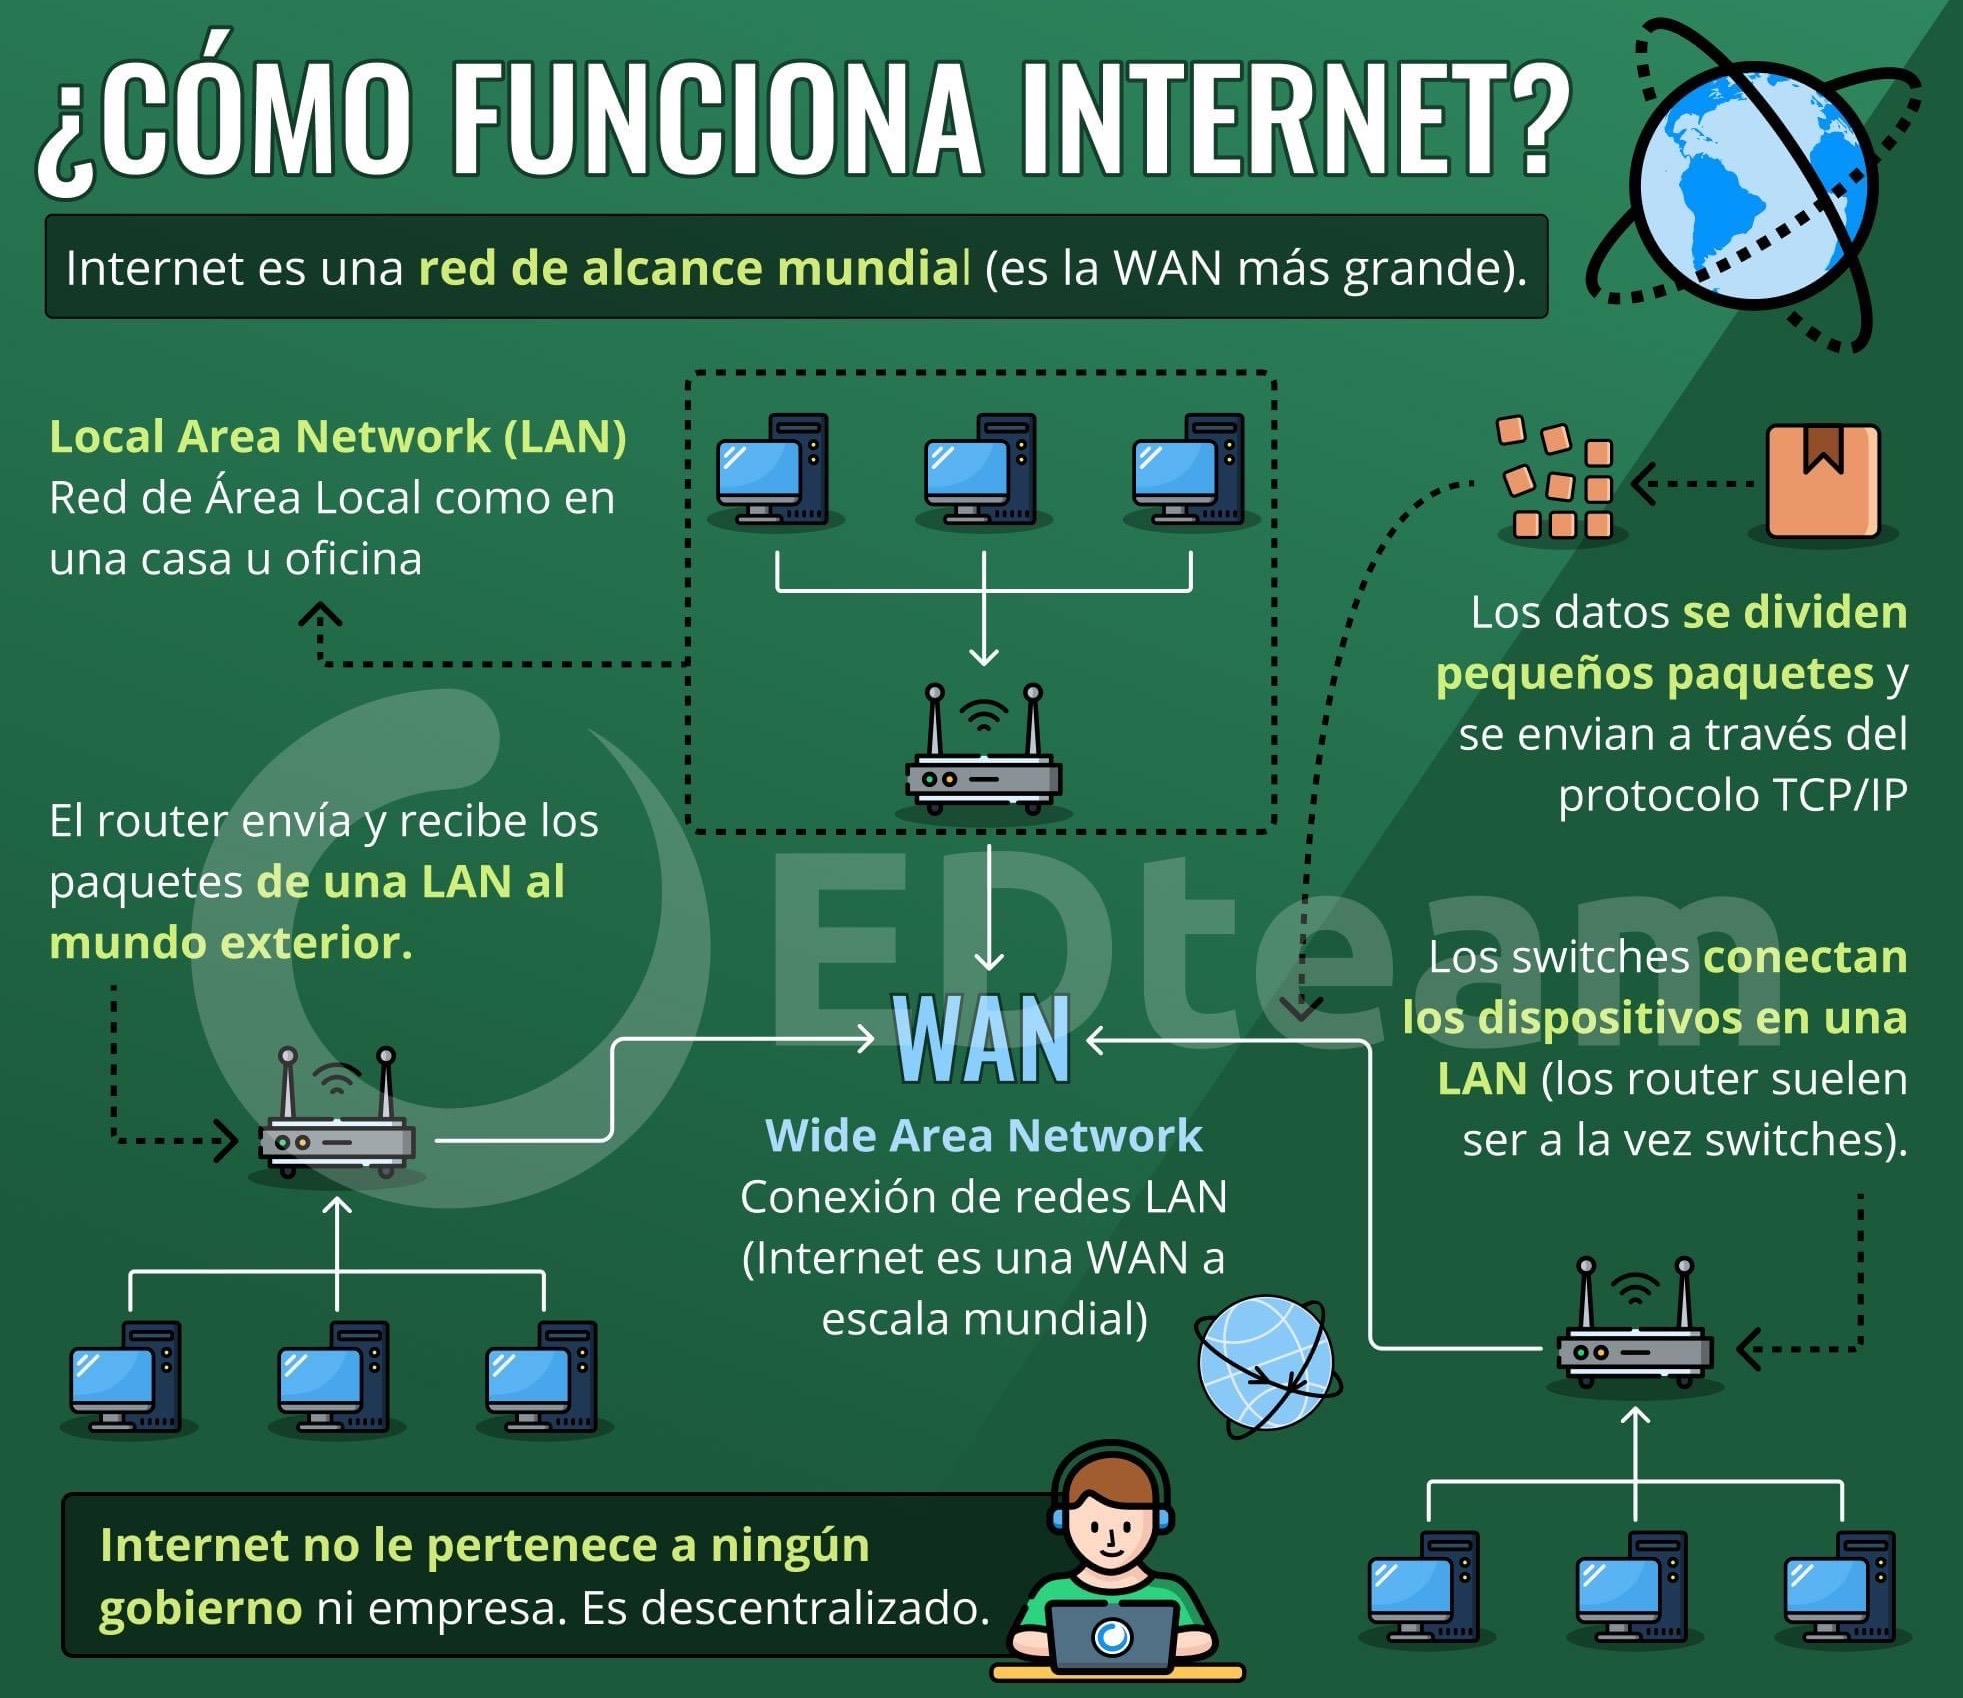 ¿CÓMO FUNCIONA INTERNET?
Internet es una red de alcance mundial (es la WAN más grande).
Local Area Network (LAN)
Red de Área Local como en
una casa u oficina
Los datos se dividen
pequeños paquetes y
se envian a través del
protocolo TCP/IP
El router envía y recibe los
paquetes de una LAN al
mundo exterior.
EDteam
Los switches conectan
los dispositivos en una
LAN (los router suelen
ser a la vez switches).
WAN
Wide Area Network
Conexión de redes LAN
(Internet es una WAN a
escala mundial)
Internet no le pertenece a ningún
gobierno ni empresa. Es descentralizado.